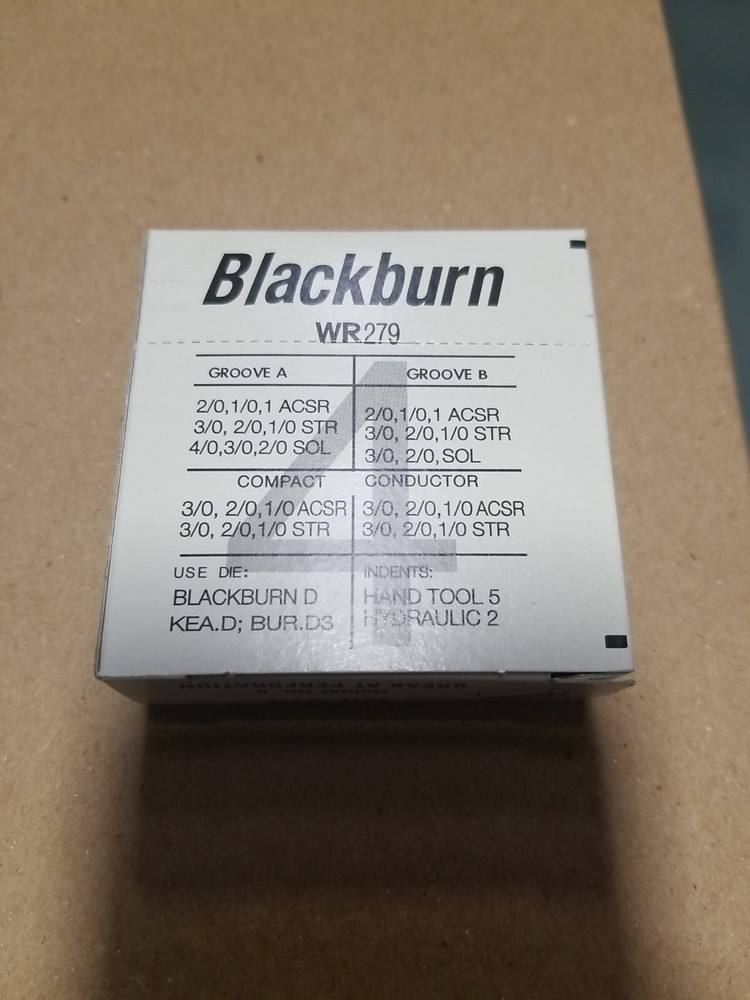 Blackburn
WR279
GROOVE A GROOVE B
2/0,1/0,1 ACSR 2/0,1/0,1 ACSR
3/0, 2/0,1/0 STR 3/0, 2/0,1/0 STR
4/0,3/0,2/0 SOL 3/0, 2/0,SOL
COMPACT CONDUCTOR
3/0, 2/0,1/0 ACSR 3/0, 2/0,1/0 ACSR
3/0, 2/0,1/0 STR 3/0, 2/0,1/0 STR
USE DIE: INDENTS:
BLACKBURN D HAND TOOL 5
KEA.D; BUR.D3 HYDRAULIC 2
4
BREAK AT PERFORATION